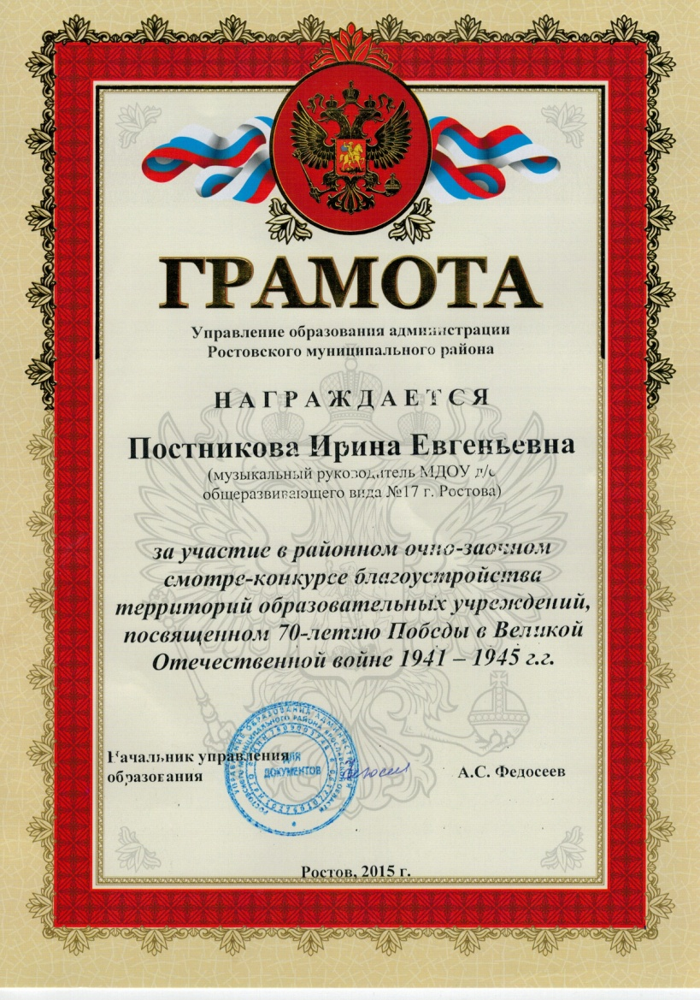 ГРАМОТА
Управление образования администрации
Ростовского муниципального района
НАГРАЖДАЕТСЯ
Постникова Ирина Евгеньевна
(музыкальный руководитель МДОУ д/с
общеразвивающего вида №17 г. Ростова)
за участие в районном очно-заочном
смотре-конкурсе благоустройства
территорий образовательных учреждений,
посвященном 70-летию Победы в Великой
Отечественной войне 1941 – 1945 г.г.
Начальник управления
образования
ДЛЯ
ДОКУМЕНТОВ
А.С. Федосеев
Ростов, 2015 г.